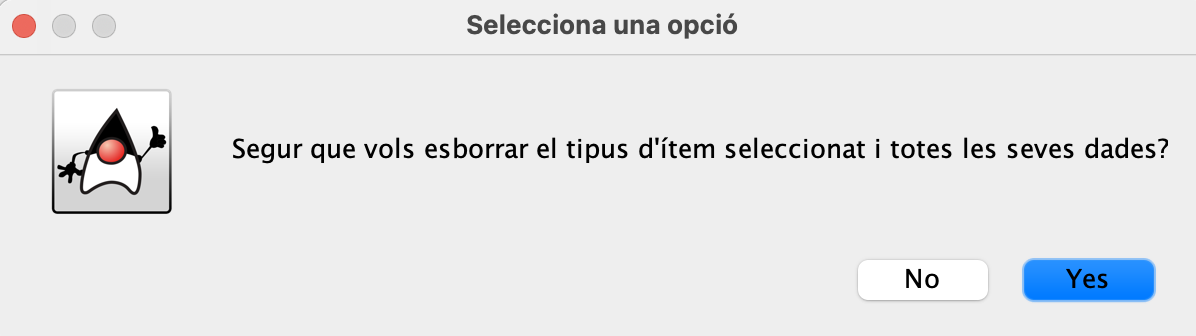 Selecciona una opció
Segur que vols esborrar el tipus d'ítem seleccionat i totes les seves dades?
No
Yes